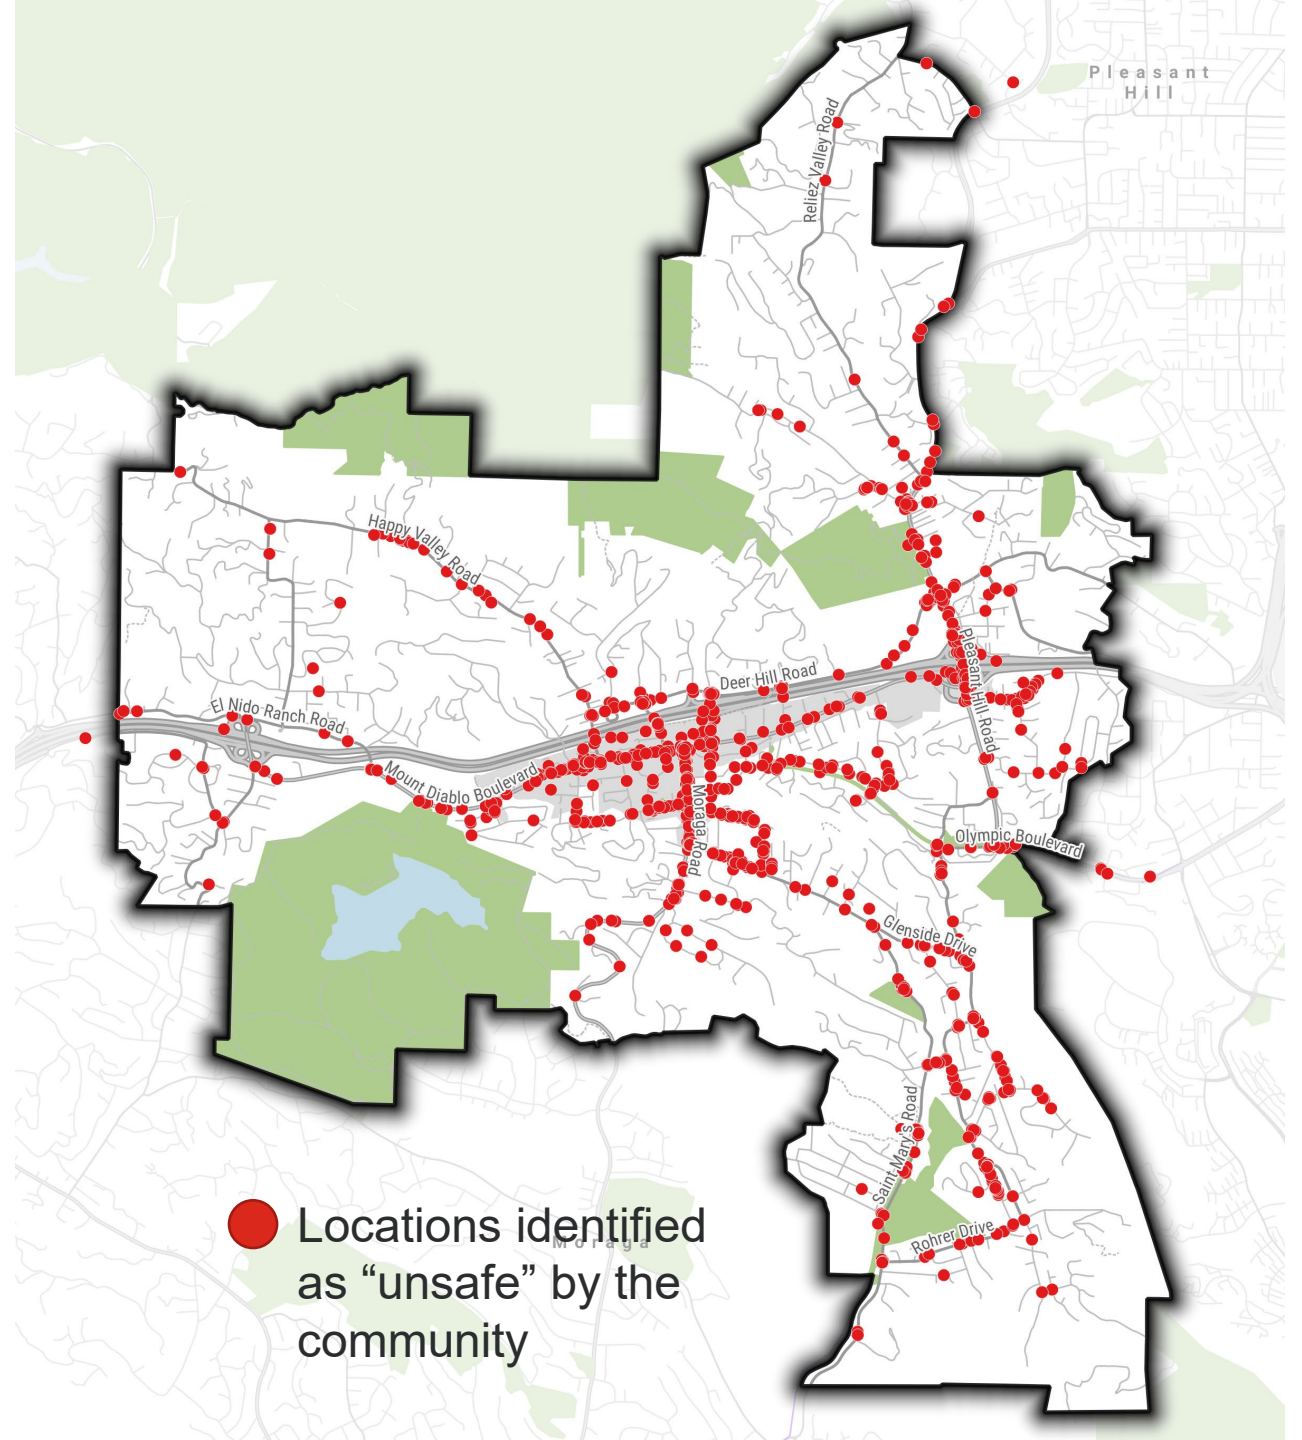 Pleasant
Hill
Reliez Valley Road
Happy Valley Road
Deer Hill Road
Pleasant Hill Road
El Nido Ranch Road
Mount Diablo Boulevard
Moraga Road
Olympic Boulevard
Glenside Drive
Saint Mary's Road
Rohrer Drive
Locations identified
Moraga
as “unsafe” by the
community